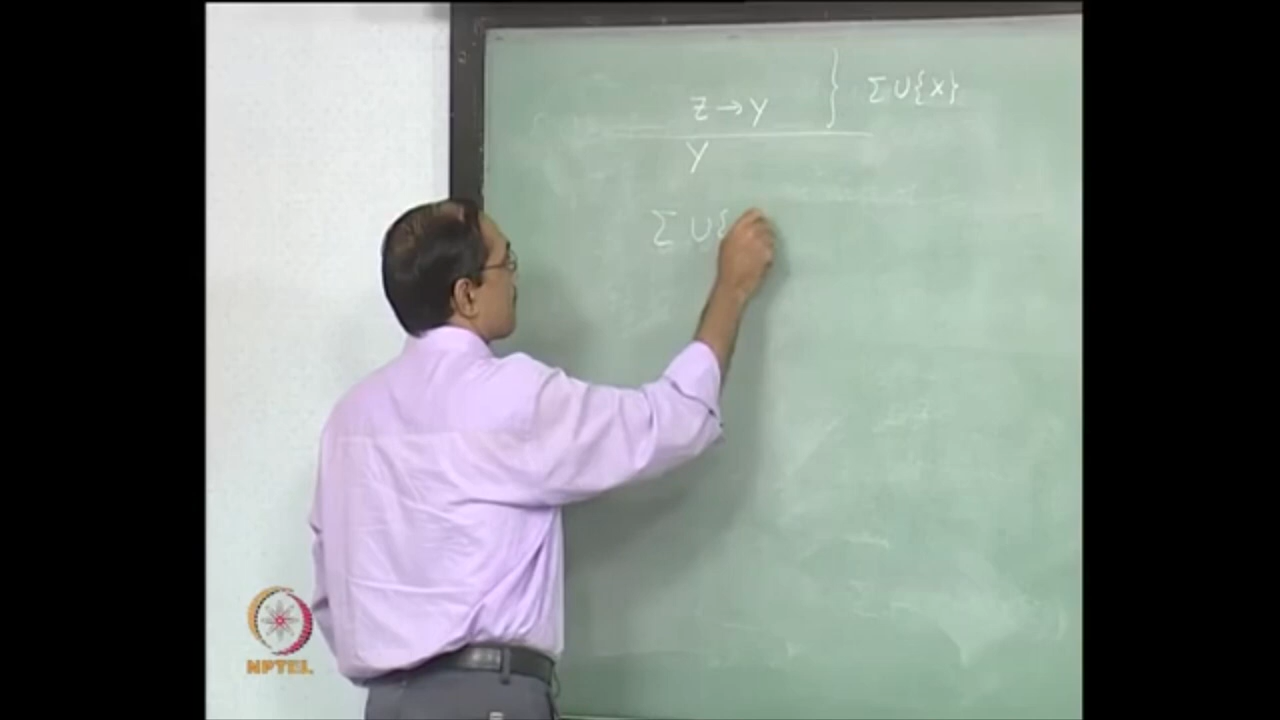 Z → Y } Σ ∪ {X}
Y
Σ ∪ {
NPTEL